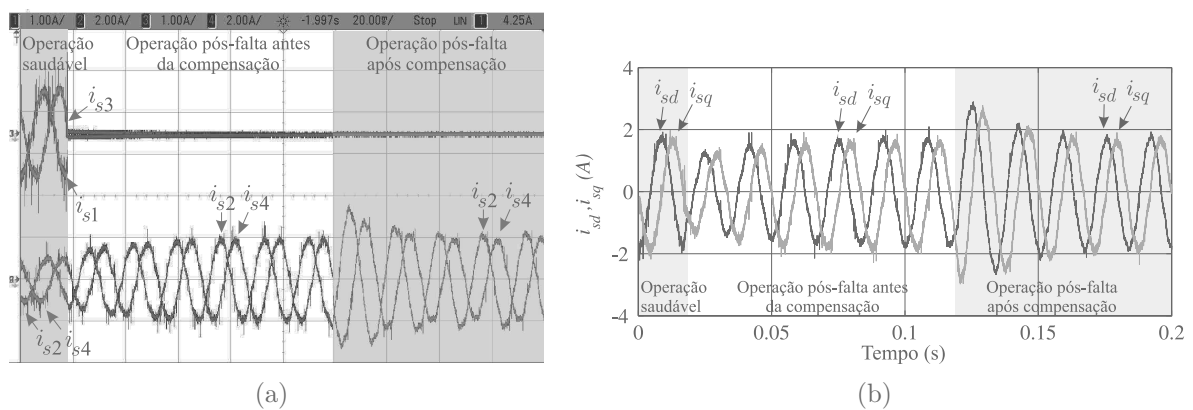 1 1.00A/ 2 2.00A/ 3 1.00A/ 4 2.00A/ -1.997s 20.00ms/ Stop 1 4.25A
Operação saudável
Operação pós-falta antes da compensação
Operação pós-falta após compensação
i_s3
i_s1
i_s2 i_s4
i_s2 i_s4
i_s2 i_s4
(a)
4
2
0
-2
-4
i_sd, i_sq (A)
i_sd i_sq
i_sd i_sq
i_sd i_sq
Operação saudável
Operação pós-falta antes da compensação
Operação pós-falta após compensação
0 0.05 0.1 0.15 0.2
Tempo (s)
(b)